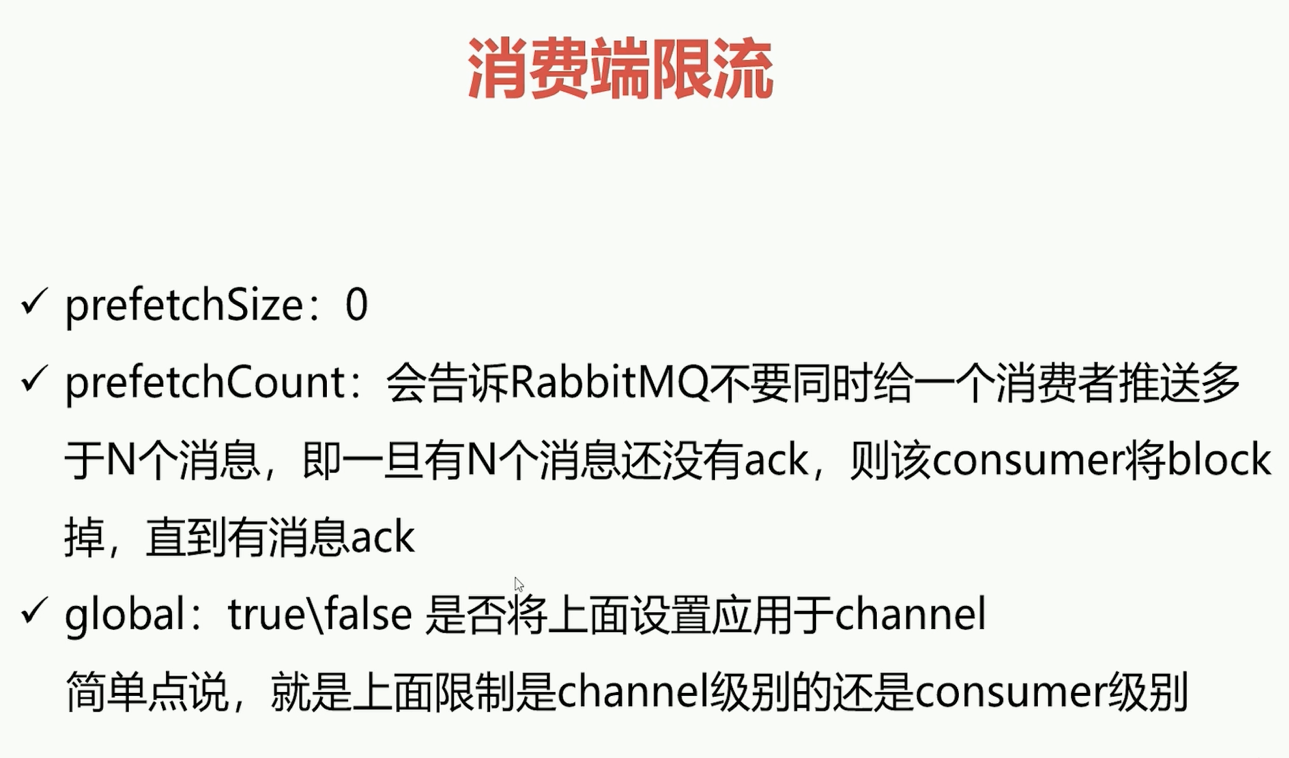 消费端限流
✓ prefetchSize：0
✓ prefetchCount：会告诉RabbitMQ不要同时给一个消费者推送多
于N个消息，即一旦有N个消息还没有ack，则该consumer将block
掉，直到有消息ack
✓ global：true\false 是否将上面设置应用于channel
简单点说，就是上面限制是channel级别的还是consumer级别